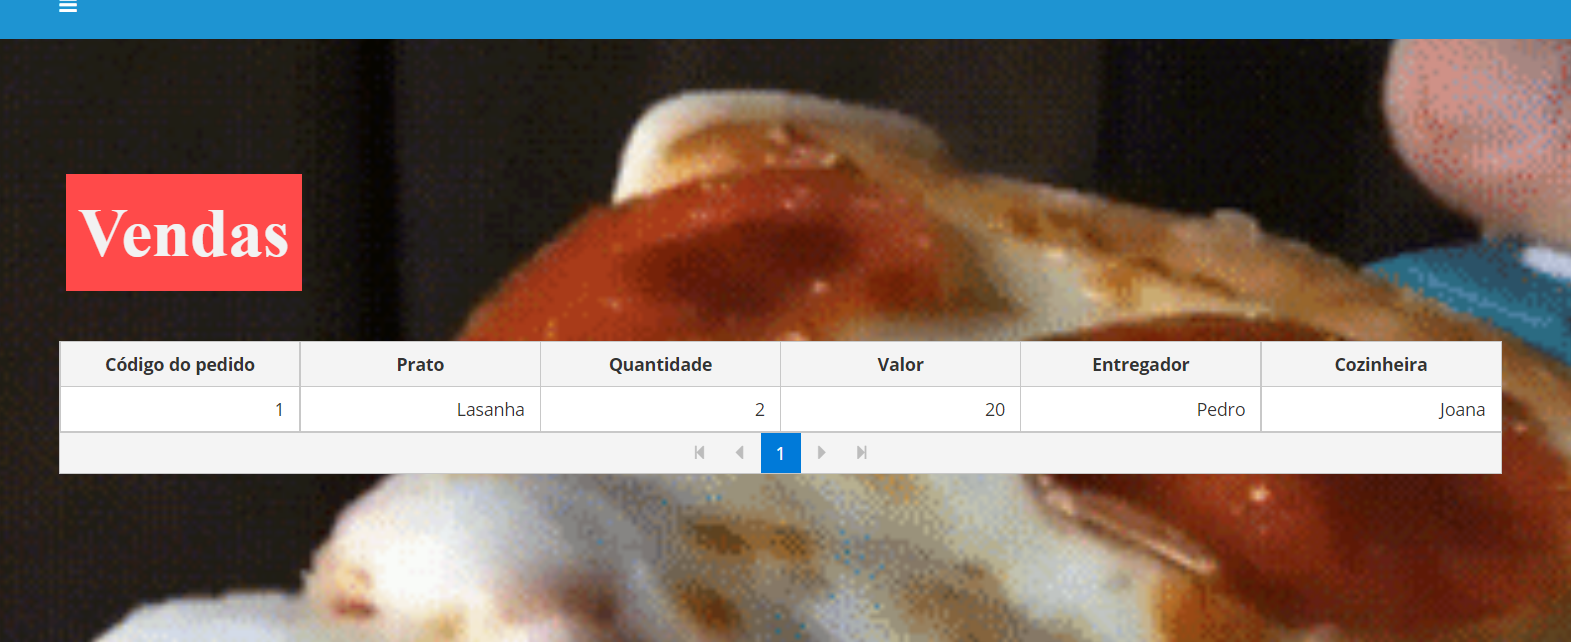 Vendas
Código do pedido Prato Quantidade Valor Entregador Cozinheira
1 Lasanha 2 20 Pedro Joana
1